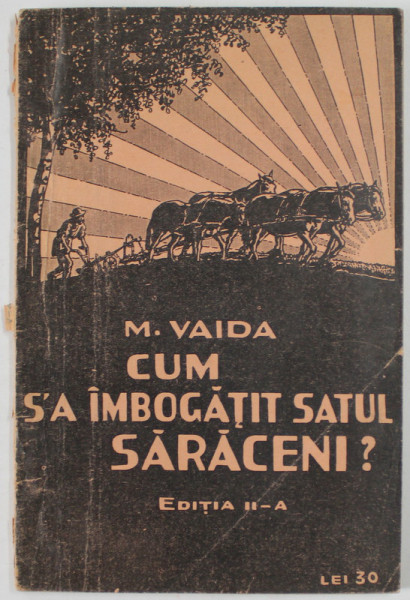 M. VAIDA
CUM
S'A ÎMBOGĂȚIT SATUL
SĂRĂCENI?
EDIȚIA II-A
LEI 30